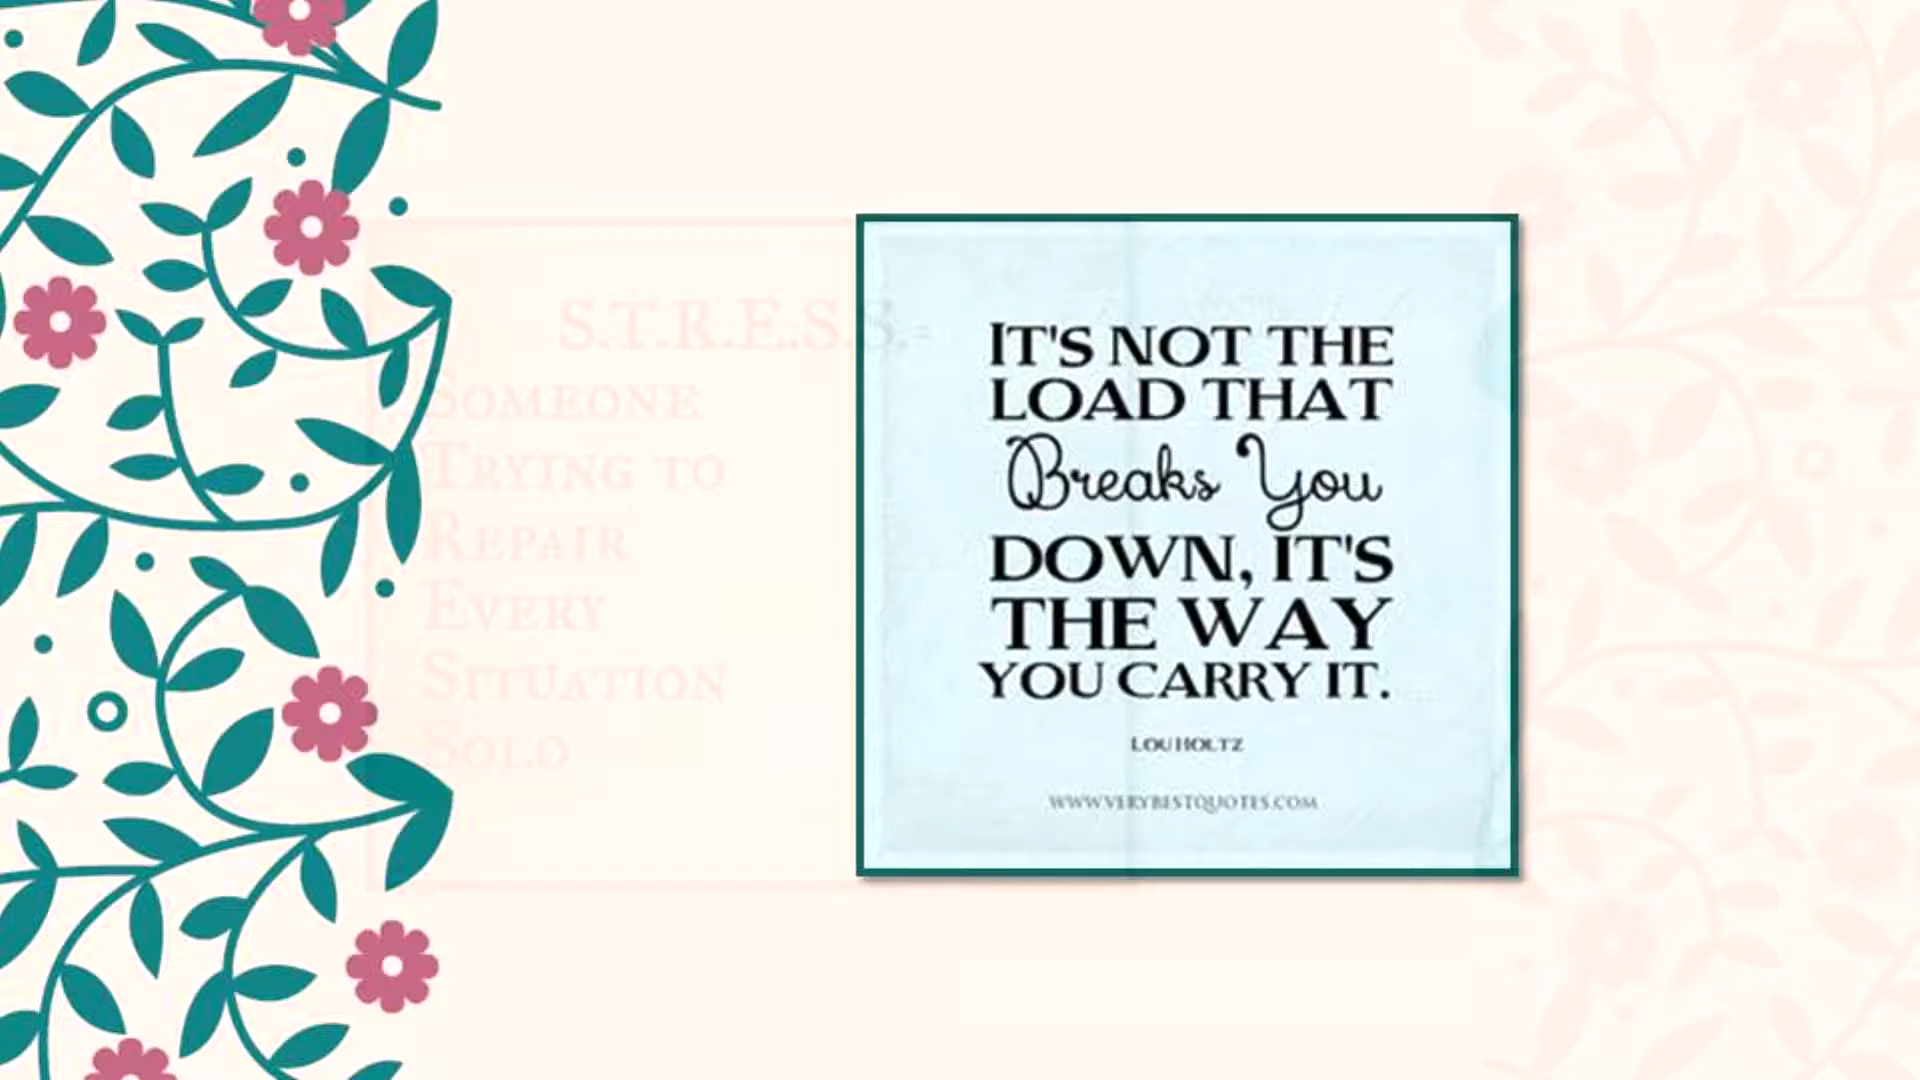 S.T.R.E.S.S.=
SOMEONE
TRYING TO
REPAIR
EVERY
SITUATION
SOLO
IT'S NOT THE
LOAD THAT
Breaks You
DOWN, IT'S
THE WAY
YOU CARRY IT.
LOU HOLTZ
WWW.VERYBESTQUOTES.COM